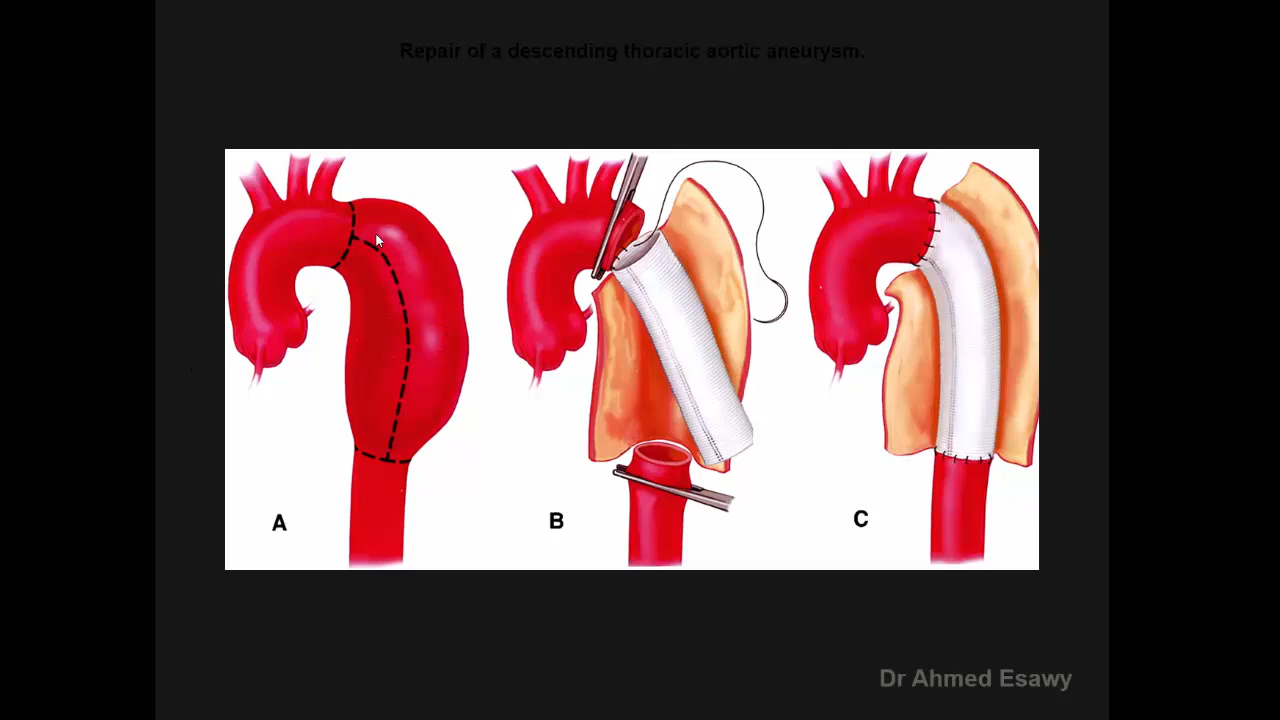 Repair of a descending thoracic aortic aneurysm.
A
B
C
Dr Ahmed Esawy